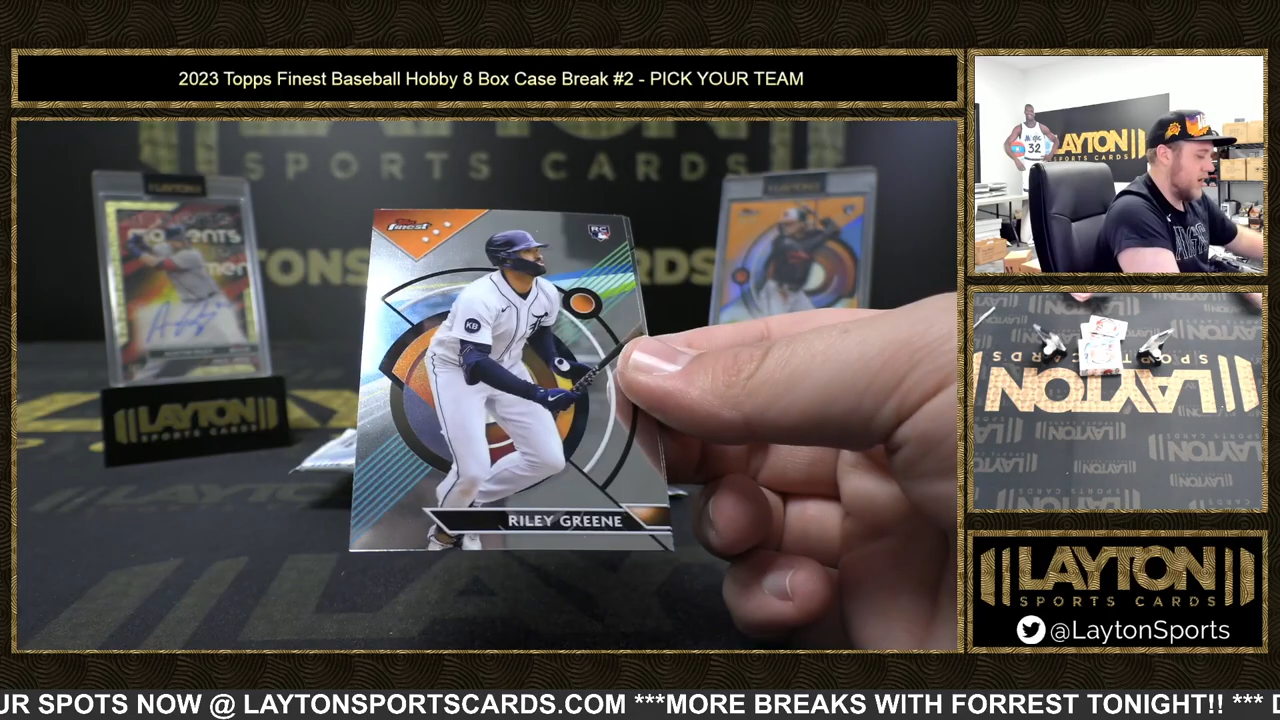 2023 Topps Finest Baseball Hobby 8 Box Case Break #2 - PICK YOUR TEAM
LAYTON
SPORTS CARDS
finest
RC
KB
RILEY GREENE
LAYTON
SPORTS CARDS
MAGIC
32
LAYTON
SPORTS CARDS
LAYTON
LAYTON
SPORTS CARDS
@LaytonSports
UR SPOTS NOW @ LAYTONSPORTSCARDS.COM ***MORE BREAKS WITH FORREST TONIGHT!! ***